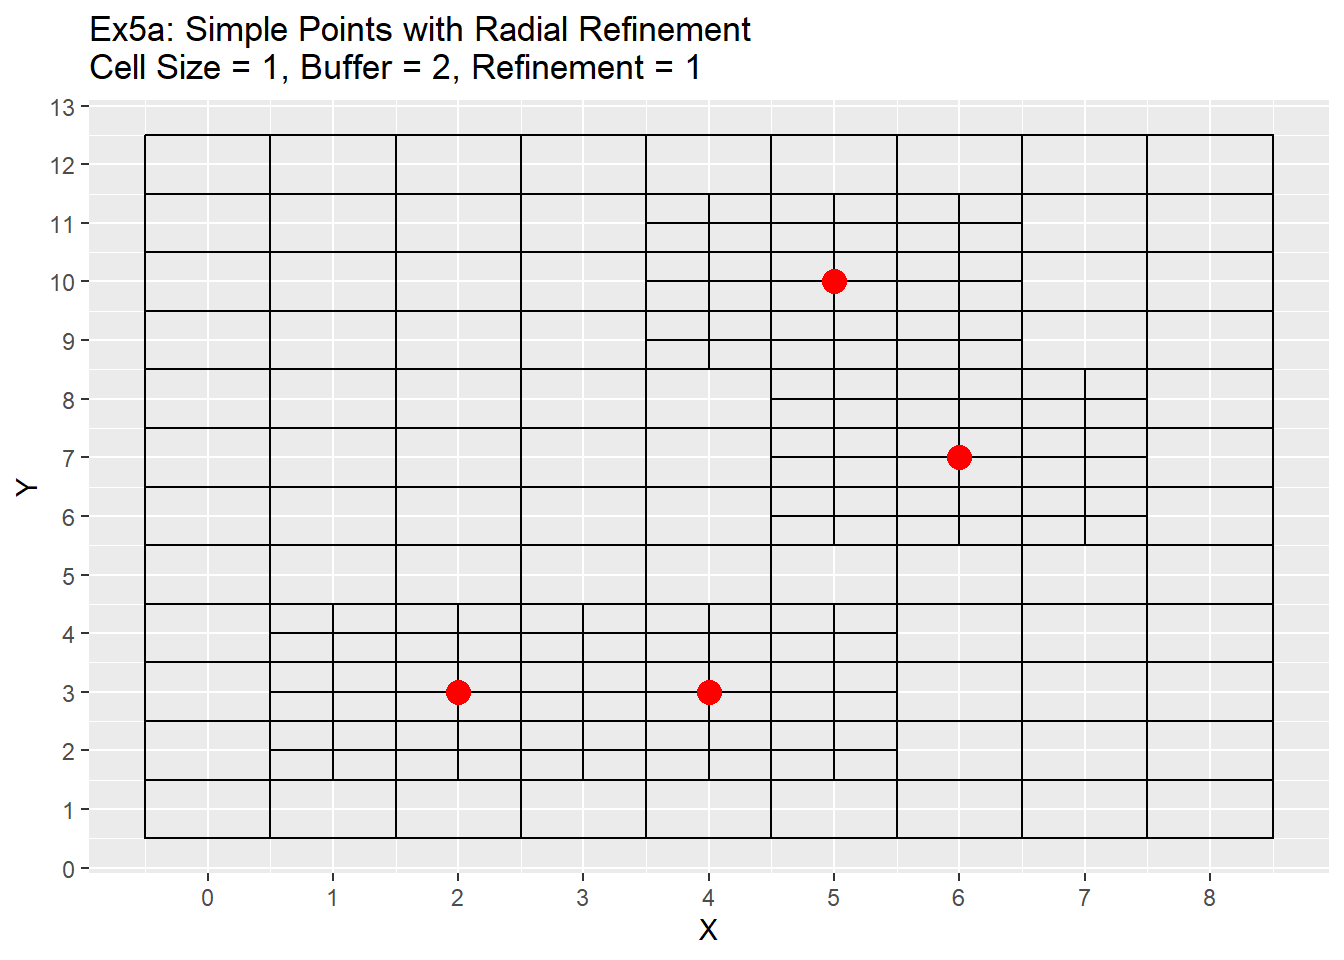 Ex5a: Simple Points with Radial Refinement
Cell Size = 1, Buffer = 2, Refinement = 1
13
12
11
10
9
8
7
6
5
4
3
2
1
0
Y
0 1 2 3 4 5 6 7 8
X